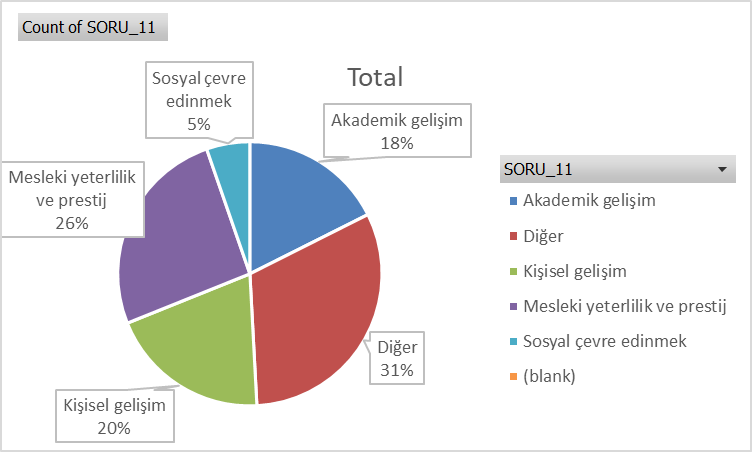 Count of SORU_11
Total
Sosyal çevre
edinmek
5%
Akademik gelişim
18%
Mesleki yeterlilik
ve prestij
26%
Diğer
31%
Kişisel gelişim
20%
SORU_11
Akademik gelişim
Diğer
Kişisel gelişim
Mesleki yeterlilik ve prestij
Sosyal çevre edinmek
(blank)